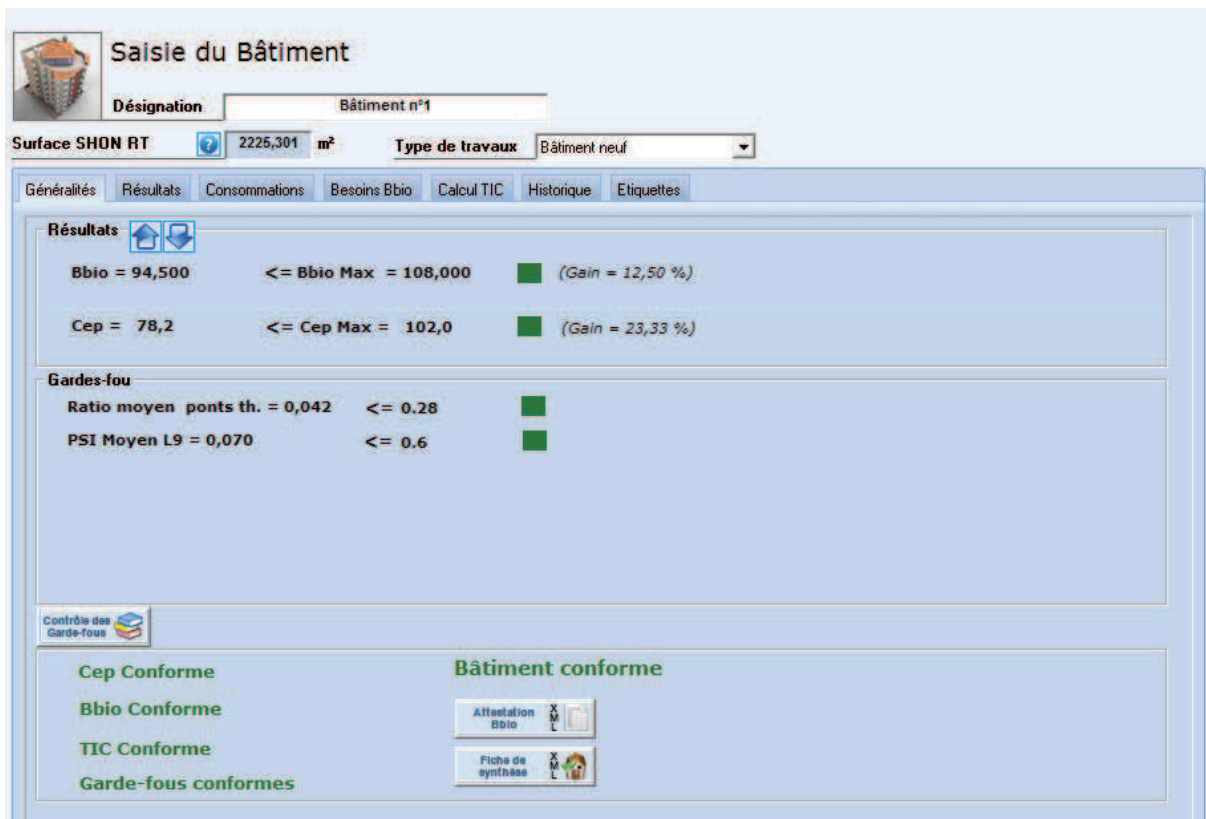 Saisie du Bâtiment
Désignation Bâtiment n°1
Surface SHON RT ? 2225,301 m² Type de travaux Bâtiment neuf
Généralités Résultats Consommations Besoins Bbio Calcul TIC Historique Etiquettes
Résultats
Bbio = 94,500 <= Bbio Max = 108,000 (Gain = 12,50 %)
Cep = 78,2 <= Cep Max = 102,0 (Gain = 23,33 %)
Gardes-fou
Ratio moyen ponts th. = 0,042 <= 0.28
PSI Moyen L9 = 0,070 <= 0.6
Contrôle des
Garde-fous
Cep Conforme Bâtiment conforme
Bbio Conforme
Attestation
Bbio XML
TIC Conforme
Fiche de
synthèse XML
Garde-fous conformes